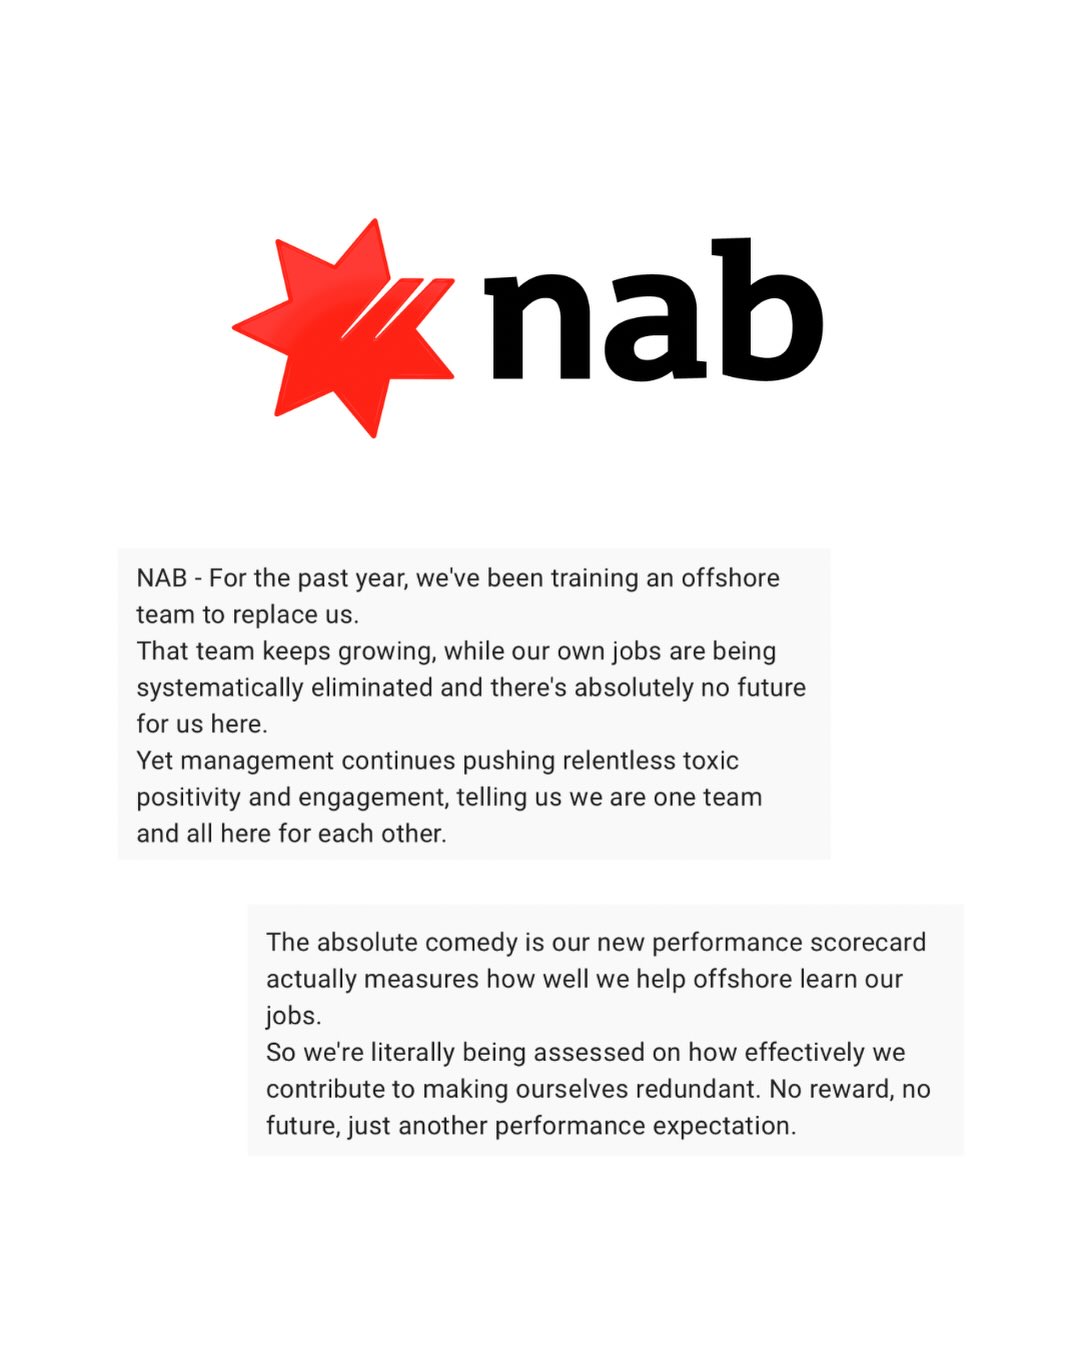 nab
NAB - For the past year, we've been training an offshore
team to replace us.
That team keeps growing, while our own jobs are being
systematically eliminated and there's absolutely no future
for us here.
Yet management continues pushing relentless toxic
positivity and engagement, telling us we are one team
and all here for each other.
The absolute comedy is our new performance scorecard
actually measures how well we help offshore learn our
jobs.
So we're literally being assessed on how effectively we
contribute to making ourselves redundant. No reward, no
future, just another performance expectation.